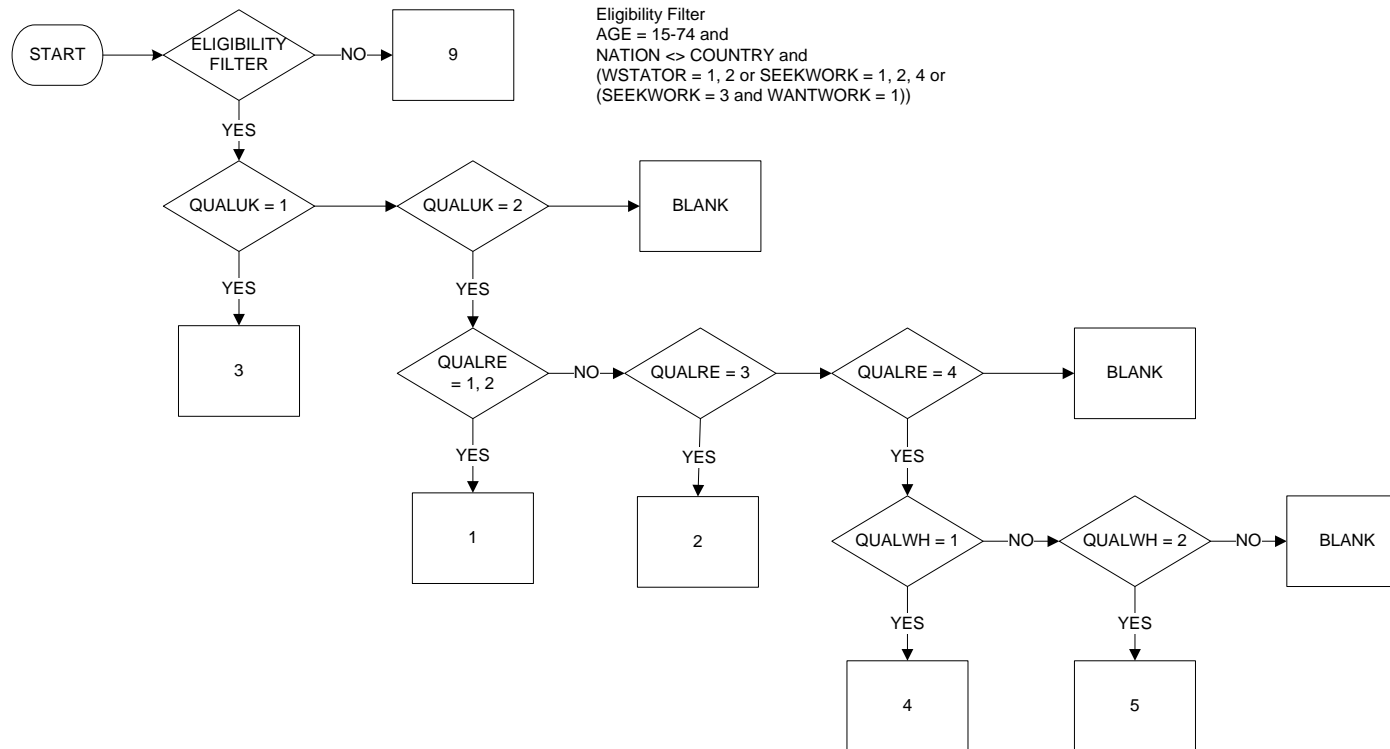 START
ELIGIBILITY
FILTER
NO
9
Eligibility Filter
AGE = 15-74 and
NATION <> COUNTRY and
(WSTATOR = 1, 2 or SEEKWORK = 1, 2, 4 or
(SEEKWORK = 3 and WANTWORK = 1))
YES
QUALUK = 1
QUALUK = 2
BLANK
YES
YES
3
QUALRE
= 1, 2
NO
QUALRE = 3
QUALRE = 4
BLANK
YES
YES
YES
1
2
QUALWH = 1
NO
QUALWH = 2
NO
BLANK
YES
YES
4
5